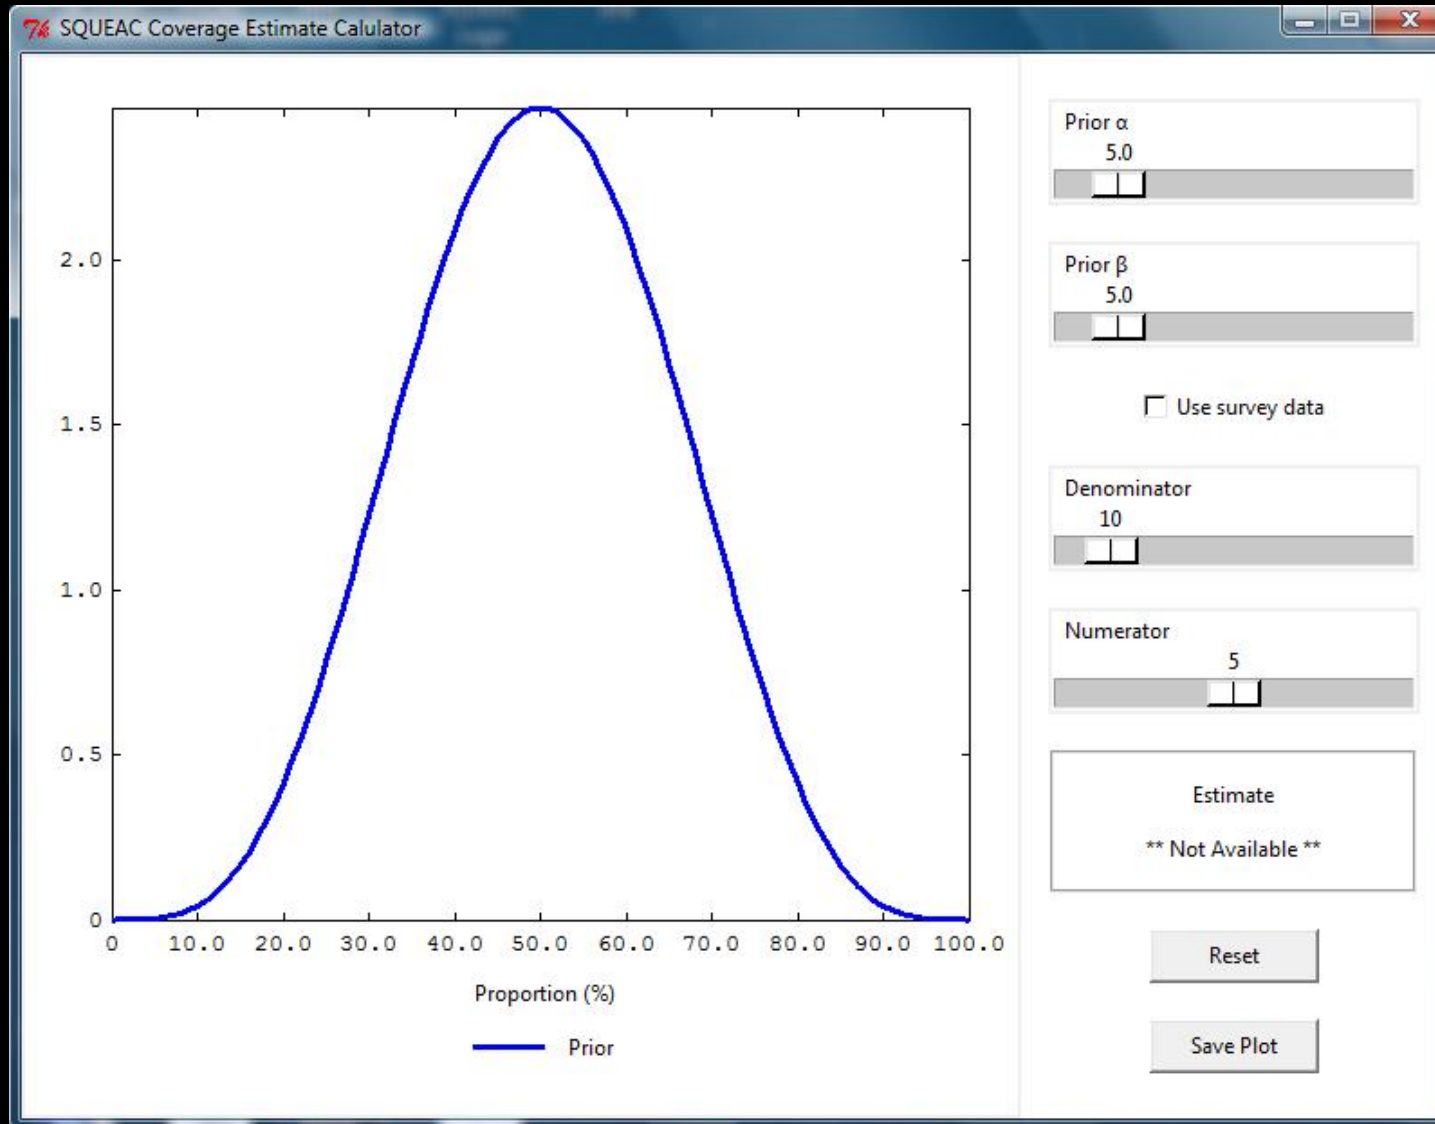 SQUEAC Coverage Estimate Calulator
2.0
1.5
1.0
0.5
0
0 10.0 20.0 30.0 40.0 50.0 60.0 70.0 80.0 90.0 100.0
Proportion (%)
Prior
Prior α
5.0
Prior β
5.0
Use survey data
Denominator
10
Numerator
5
Estimate
** Not Available **
Reset
Save Plot